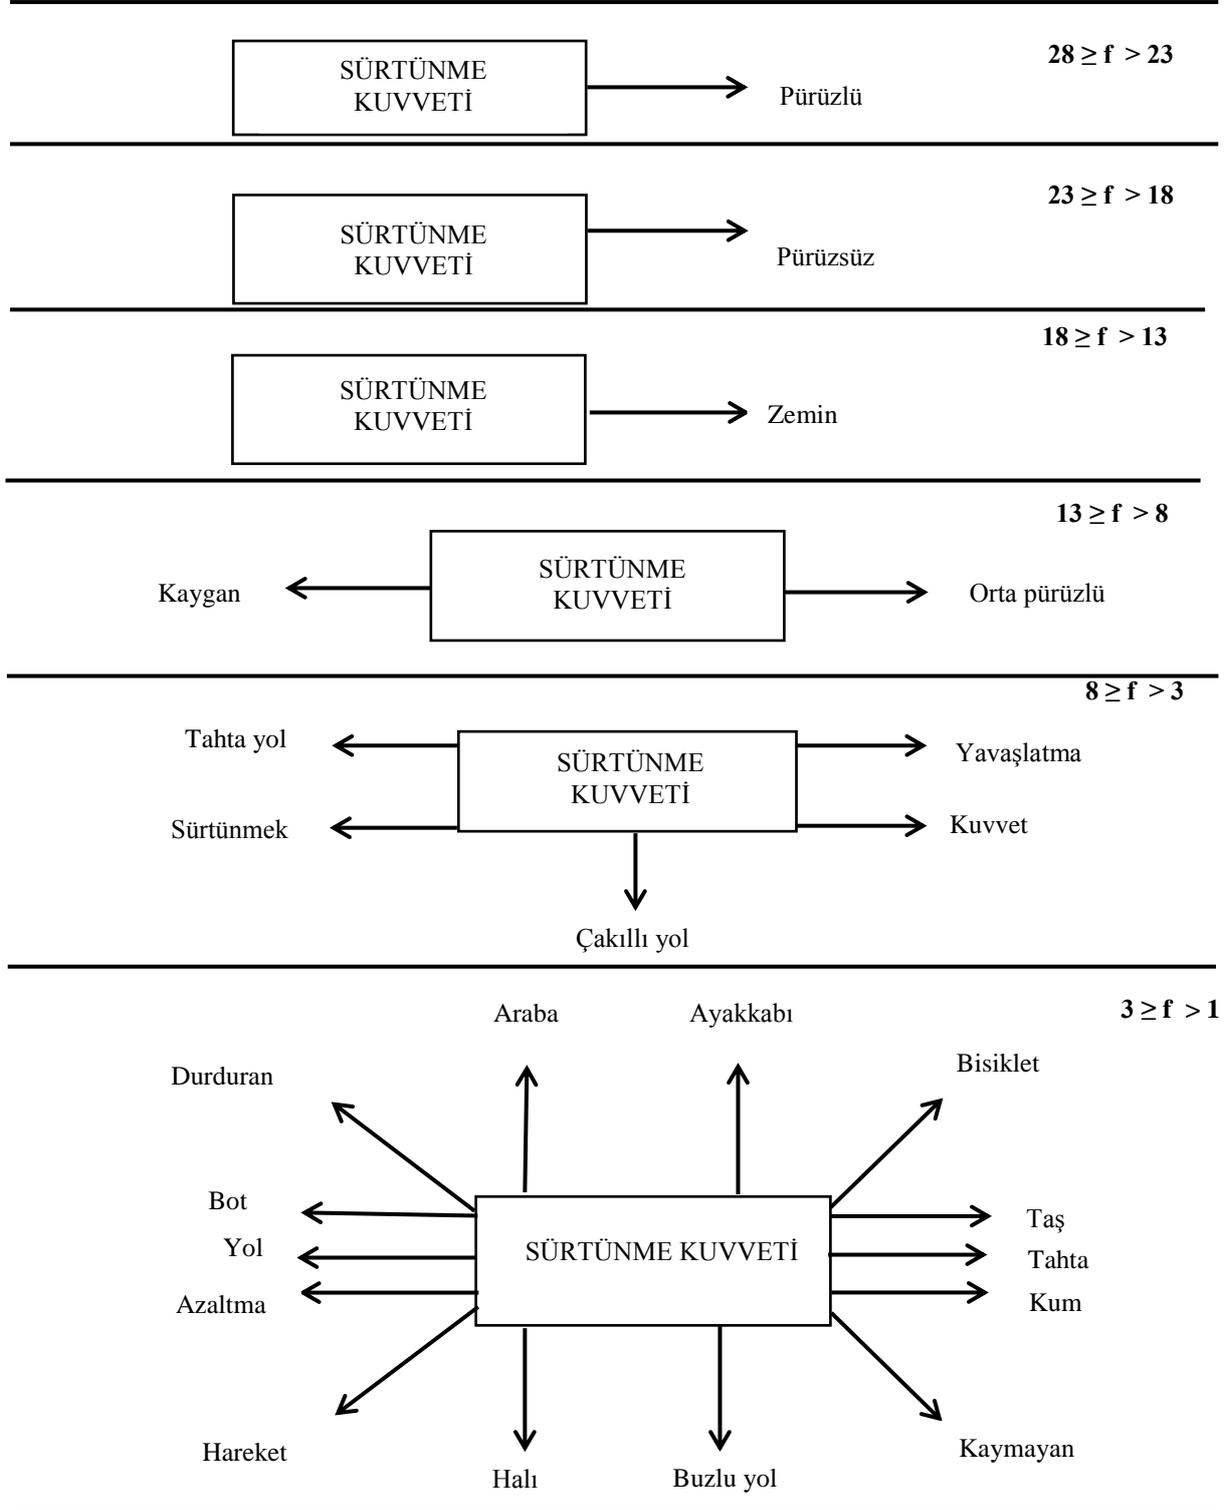 28 ≥ f > 23
SÜRTÜNME
KUVVETİ
Pürüzlü
23 ≥ f > 18
SÜRTÜNME
KUVVETİ
Pürüzsüz
18 ≥ f > 13
SÜRTÜNME
KUVVETİ
Zemin
13 ≥ f > 8
Kaygan
SÜRTÜNME
KUVVETİ
Orta pürüzlü
8 ≥ f > 3
Tahta yol
SÜRTÜNME
KUVVETİ
Yavaşlatma
Sürtünmek
Kuvvet
Çakıllı yol
3 ≥ f > 1
Araba
Ayakkabı
Durduran
Bisiklet
Bot
Taş
Yol
SÜRTÜNME KUVVETİ
Tahta
Azaltma
Kum
Hareket
Halı
Buzlu yol
Kaymayan